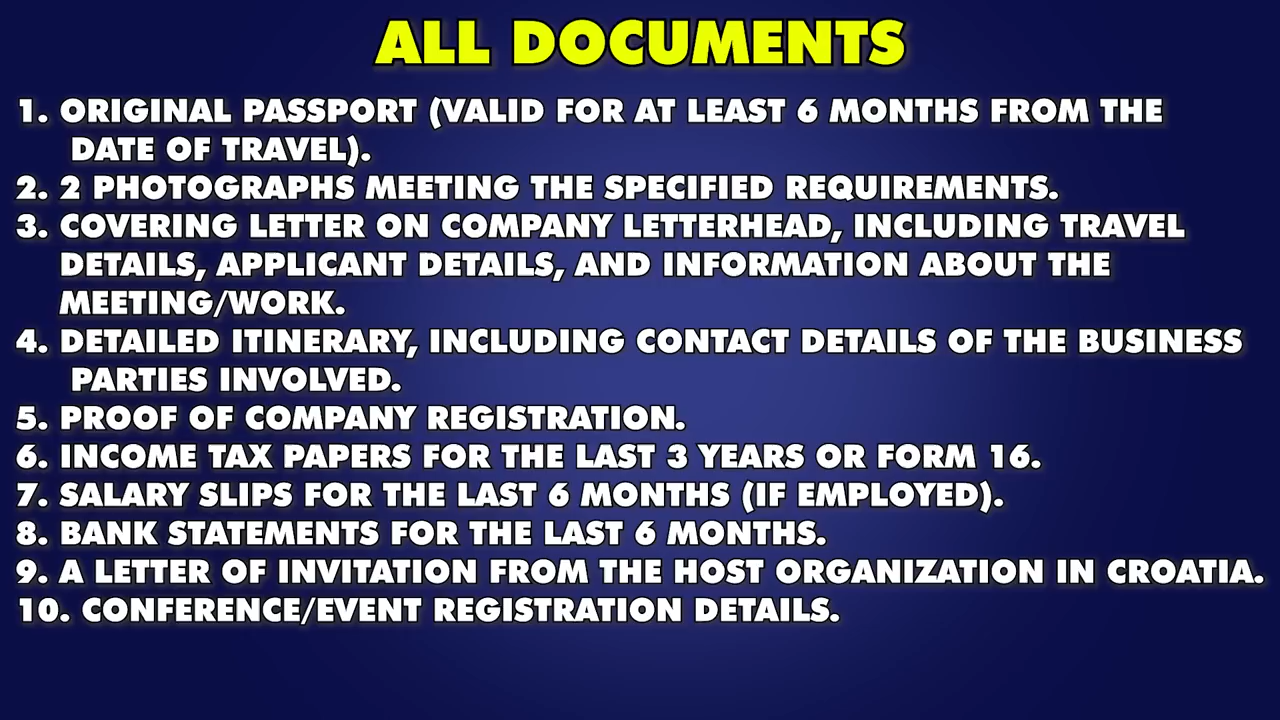 ALL DOCUMENTS
1. ORIGINAL PASSPORT (VALID FOR AT LEAST 6 MONTHS FROM THE
DATE OF TRAVEL).
2. 2 PHOTOGRAPHS MEETING THE SPECIFIED REQUIREMENTS.
3. COVERING LETTER ON COMPANY LETTERHEAD, INCLUDING TRAVEL
DETAILS, APPLICANT DETAILS, AND INFORMATION ABOUT THE
MEETING/WORK.
4. DETAILED ITINERARY, INCLUDING CONTACT DETAILS OF THE BUSINESS
PARTIES INVOLVED.
5. PROOF OF COMPANY REGISTRATION.
6. INCOME TAX PAPERS FOR THE LAST 3 YEARS OR FORM 16.
7. SALARY SLIPS FOR THE LAST 6 MONTHS (IF EMPLOYED).
8. BANK STATEMENTS FOR THE LAST 6 MONTHS.
9. A LETTER OF INVITATION FROM THE HOST ORGANIZATION IN CROATIA.
10. CONFERENCE/EVENT REGISTRATION DETAILS.